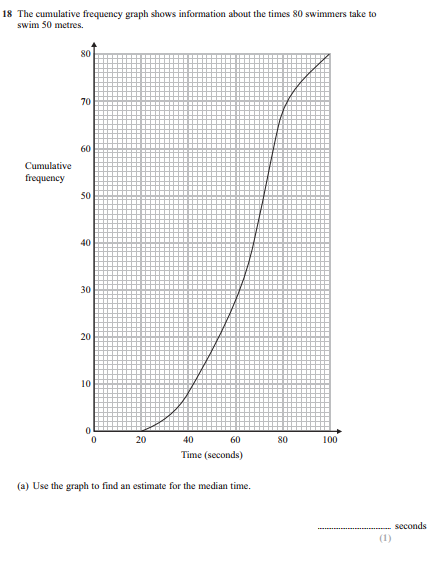 18 The cumulative frequency graph shows information about the times 80 swimmers take to
swim 50 metres.
80
70
60
Cumulative
frequency
50
40
30
20
10
0
0 20 40 60 80 100
Time (seconds)
(a) Use the graph to find an estimate for the median time.
seconds
(1)